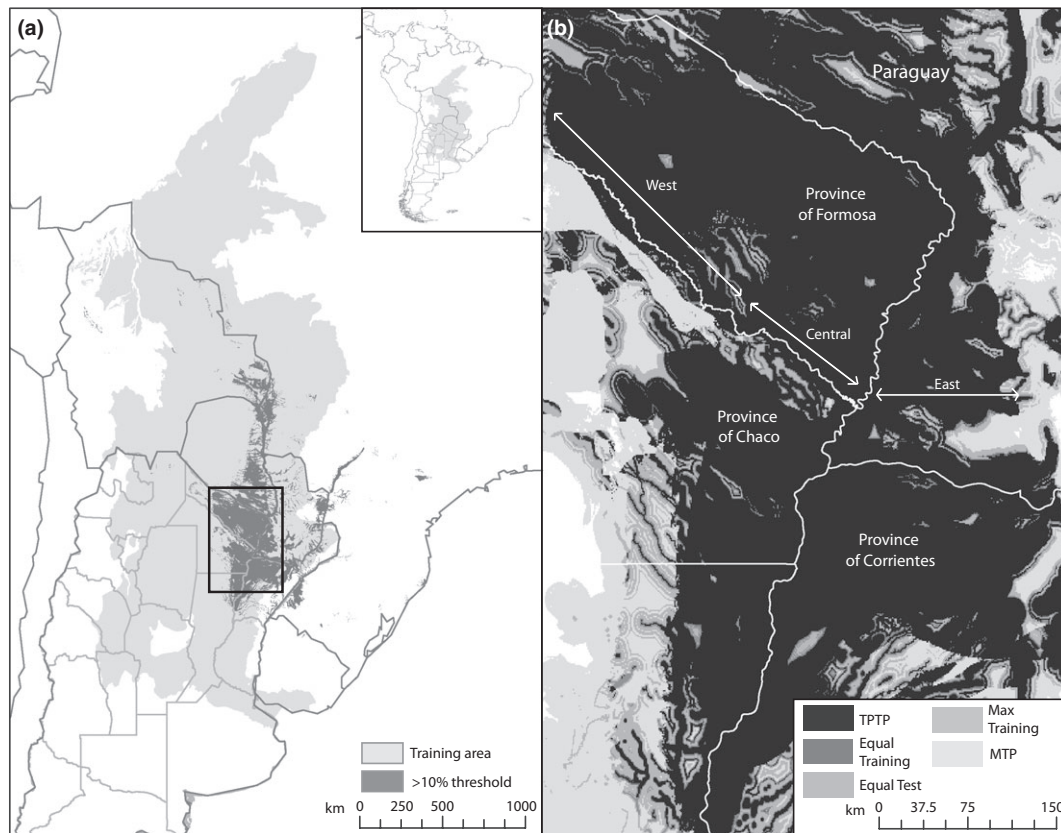 (a)
Training area
>10% threshold
km
0 250 500 1000
(b)
Paraguay
West
Province
of Formosa
Central
East
Province
of Chaco
Province
of Corrientes
TPTP
Equal
Training
Equal Test
Max
Training
MTP
km
0 37.5 75 150